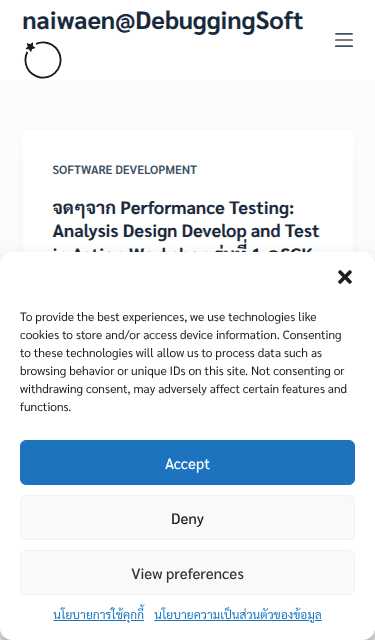 naiwaen@DebuggingSoft
SOFTWARE DEVELOPMENT
จดๆจาก Performance Testing:
Analysis Design Develop and Test
To provide the best experiences, we use technologies like
cookies to store and/or access device information. Consenting
to these technologies will allow us to process data such as
browsing behavior or unique IDs on this site. Not consenting or
withdrawing consent, may adversely affect certain features and
functions.
Accept
Deny
View preferences
นโยบายการใช้คุกกี้ นโยบายความเป็นส่วนตัวของข้อมูล